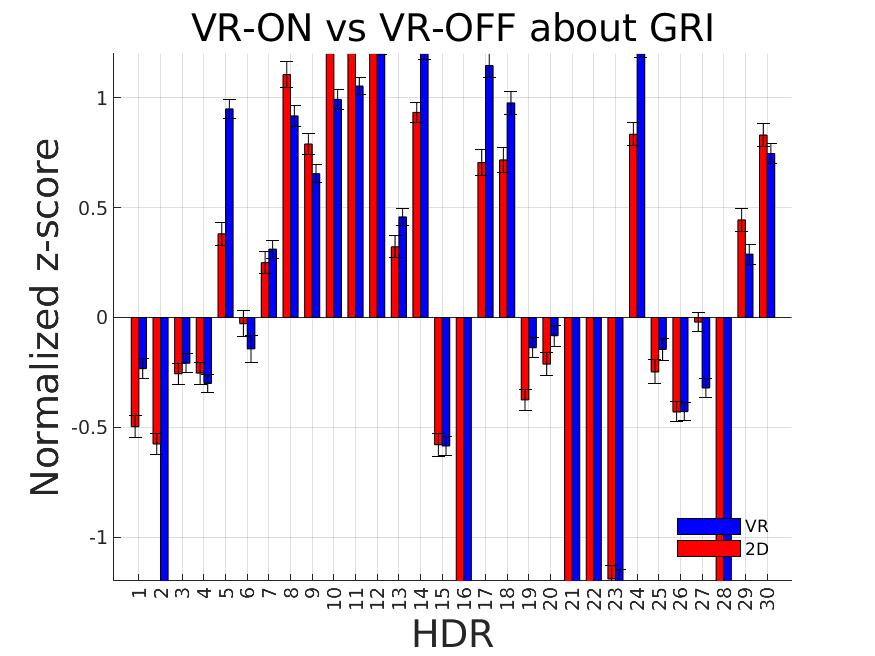 VR-ON vs VR-OFF about GRI
Normalized z-score
1
0.5
0
-0.5
-1
VR
2D
1 2 3 4 5 6 7 8 9 10 11 12 13 14 15 16 17 18 19 20 21 22 23 24 25 26 27 28 29 30
HDR